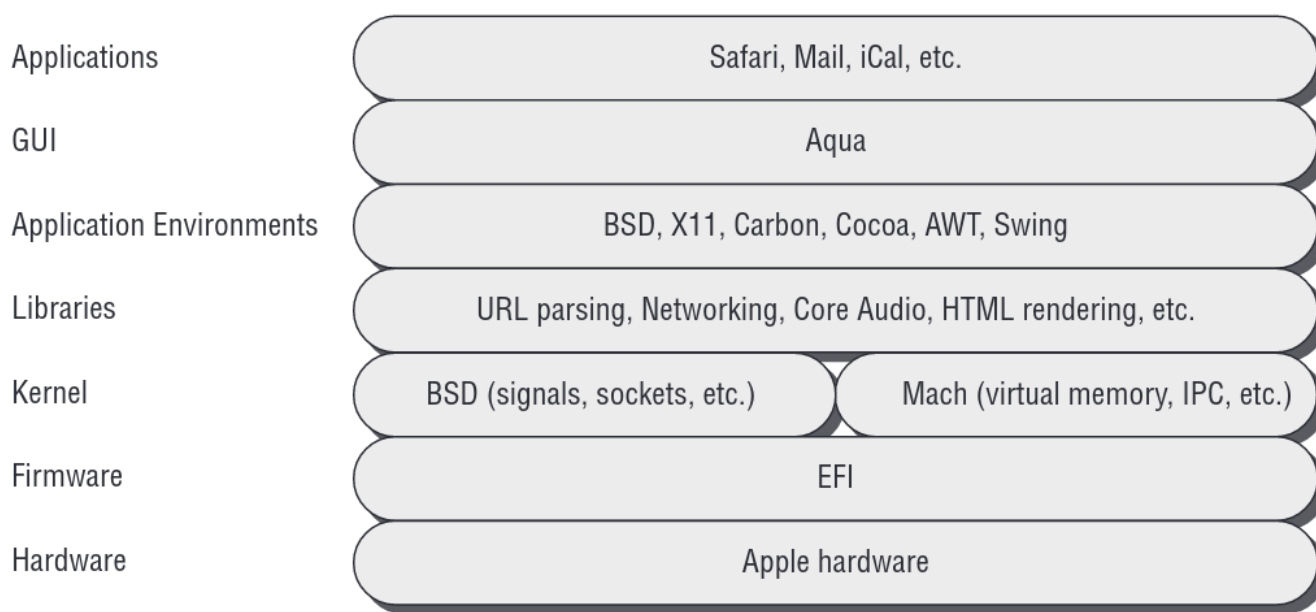 Applications Safari, Mail, iCal, etc.
GUI Aqua
Application Environments BSD, X11, Carbon, Cocoa, AWT, Swing
Libraries URL parsing, Networking, Core Audio, HTML rendering, etc.
Kernel BSD (signals, sockets, etc.) Mach (virtual memory, IPC, etc.)
Firmware EFI
Hardware Apple hardware